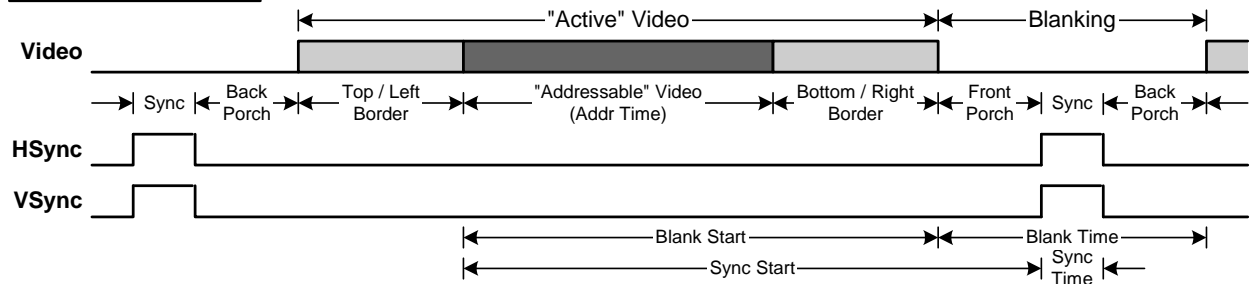 "Active" Video
Blanking
Video
Sync
Back
Porch
Top / Left
Border
"Addressable" Video
(Addr Time)
Bottom / Right
Border
Front
Porch
Sync
Back
Porch
HSync
VSync
Blank Start
Blank Time
Sync Start
Sync
Time